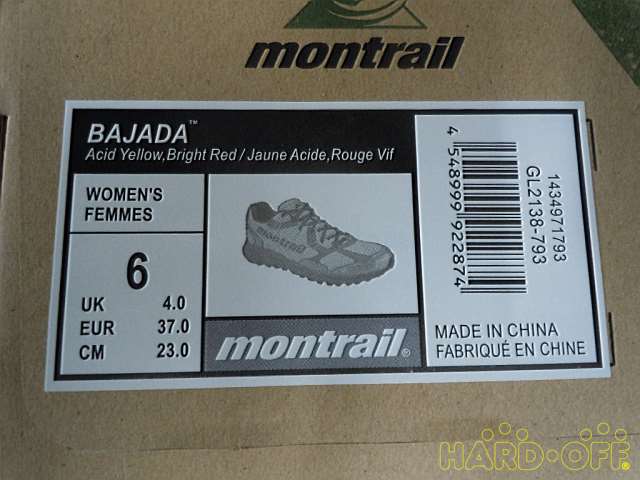 montrail
BAJADA™
Acid Yellow,Bright Red / Jaune Acide,Rouge Vif
WOMEN'S
FEMMES
6
UK 4.0
EUR 37.0
CM 23.0
montrail
montrail®
4 548999 922874
GL2138-793
1434971793
MADE IN CHINA
FABRIQUÉ EN CHINE
HARD·OFF